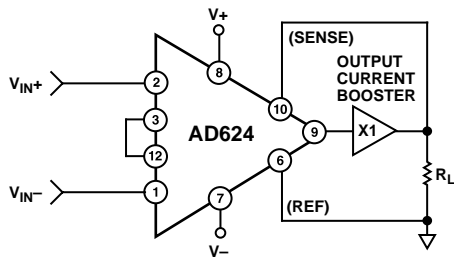 V+
(SENSE)
OUTPUT
CURRENT
BOOSTER
VIN+
2
8
10
3
AD624
9
X1
12
6
RL
VIN–
1
7
(REF)
V–